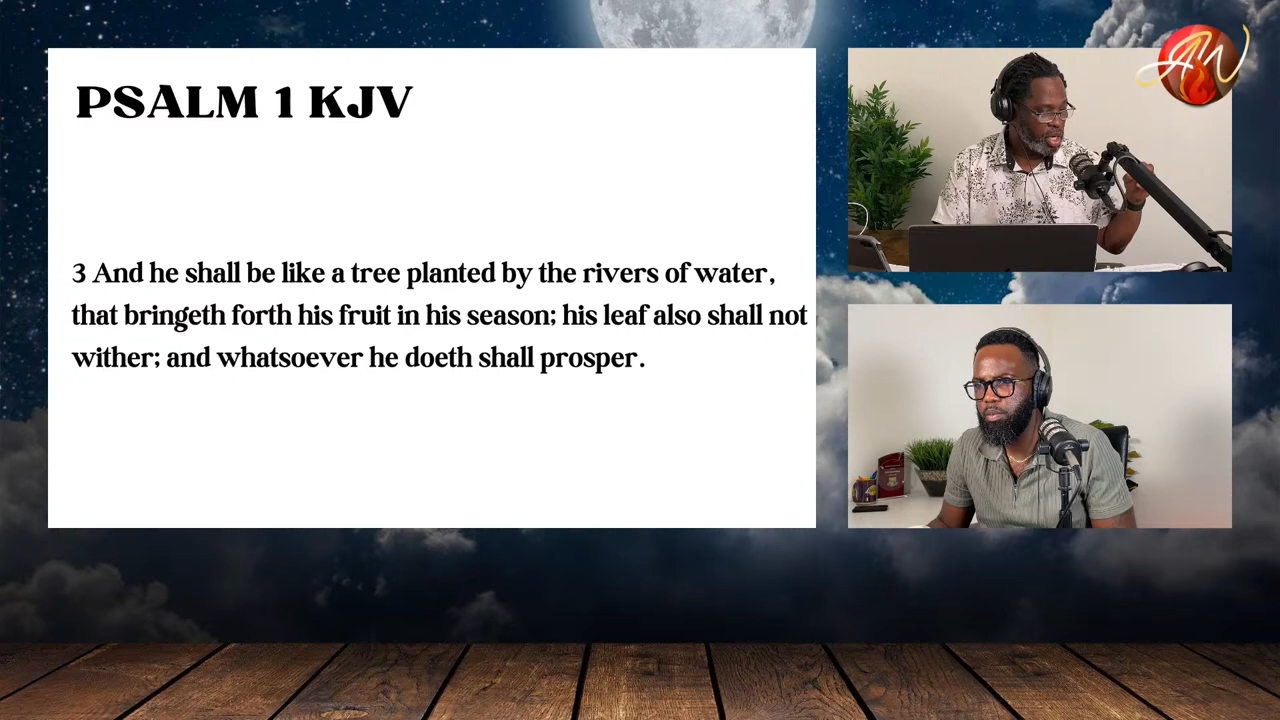 PSALM 1 KJV
3 And he shall be like a tree planted by the rivers of water,
that bringeth forth his fruit in his season; his leaf also shall not
wither; and whatsoever he doeth shall prosper.
AW